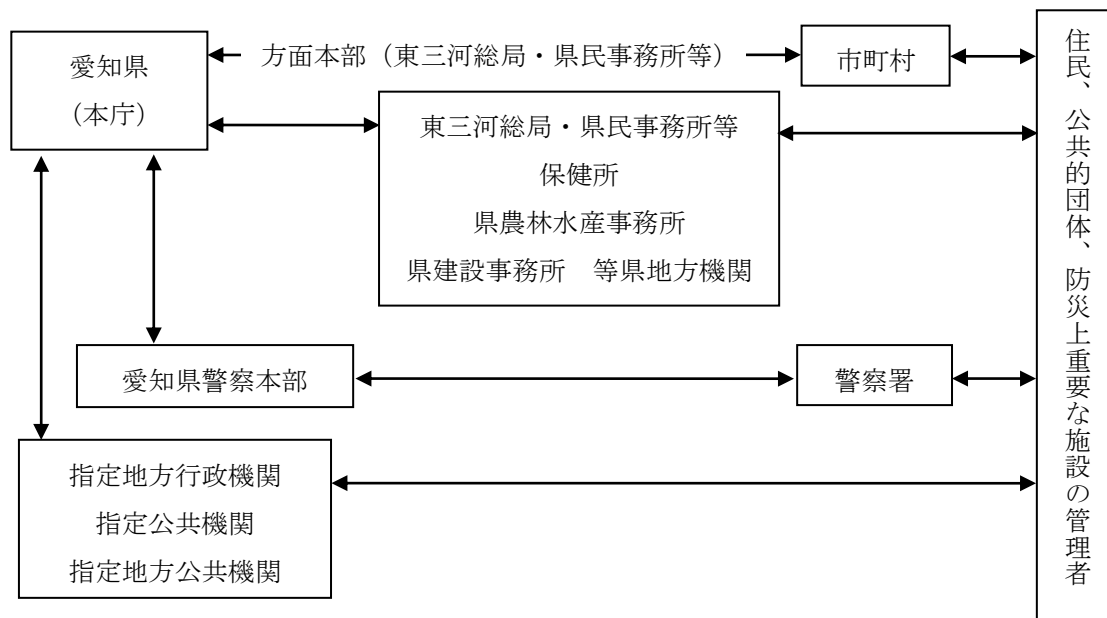 愛知県
(本庁)
方面本部(東三河総局・県民事務所等)
市町村
東三河総局・県民事務所等
保健所
県農林水産事務所
県建設事務所　等県地方機関
愛知県警察本部
警察署
指定地方行政機関
指定公共機関
指定地方公共機関
住民、公共的団体、防災上重要な施設の管理者